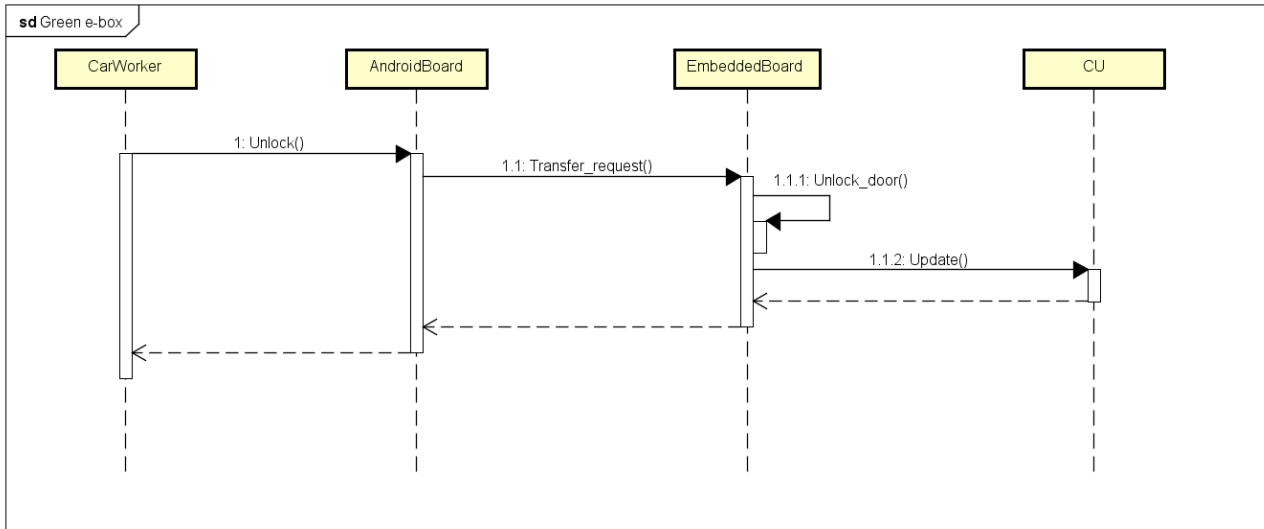 sd Green e-box
CarWorker
AndroidBoard
EmbeddedBoard
CU
1: Unlock()
1.1: Transfer_request()
1.1.1: Unlock_door()
1.1.2: Update()